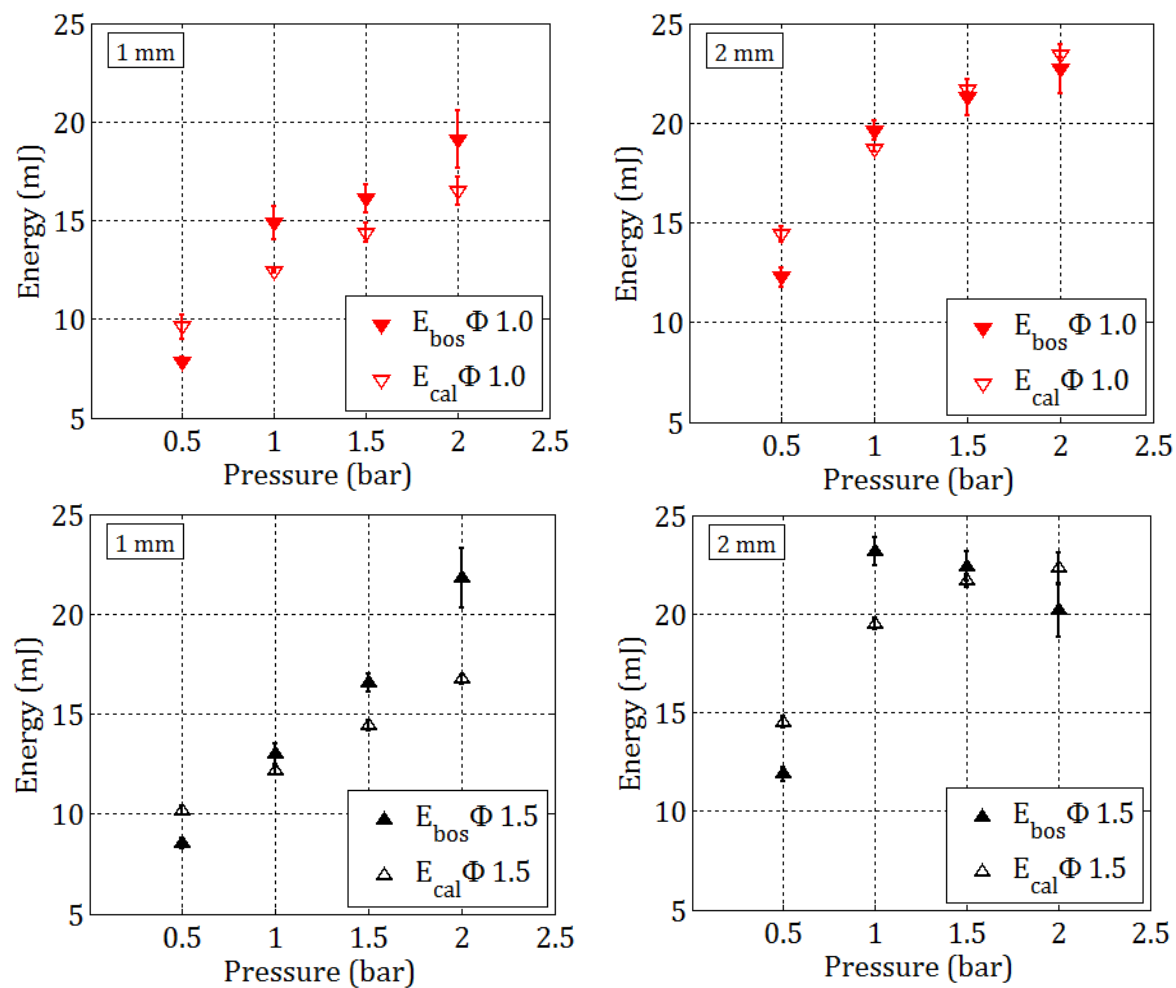 1 mm
25
20
15
10
5
0.5 1 1.5 2 2.5
Energy (mJ)
Pressure (bar)
E_bos Φ 1.0
E_cal Φ 1.0
2 mm
25
20
15
10
5
0.5 1 1.5 2 2.5
Energy (mJ)
Pressure (bar)
E_bos Φ 1.0
E_cal Φ 1.0
1 mm
25
20
15
10
5
0.5 1 1.5 2 2.5
Energy (mJ)
Pressure (bar)
E_bos Φ 1.5
E_cal Φ 1.5
2 mm
25
20
15
10
5
0.5 1 1.5 2 2.5
Energy (mJ)
Pressure (bar)
E_bos Φ 1.5
E_cal Φ 1.5